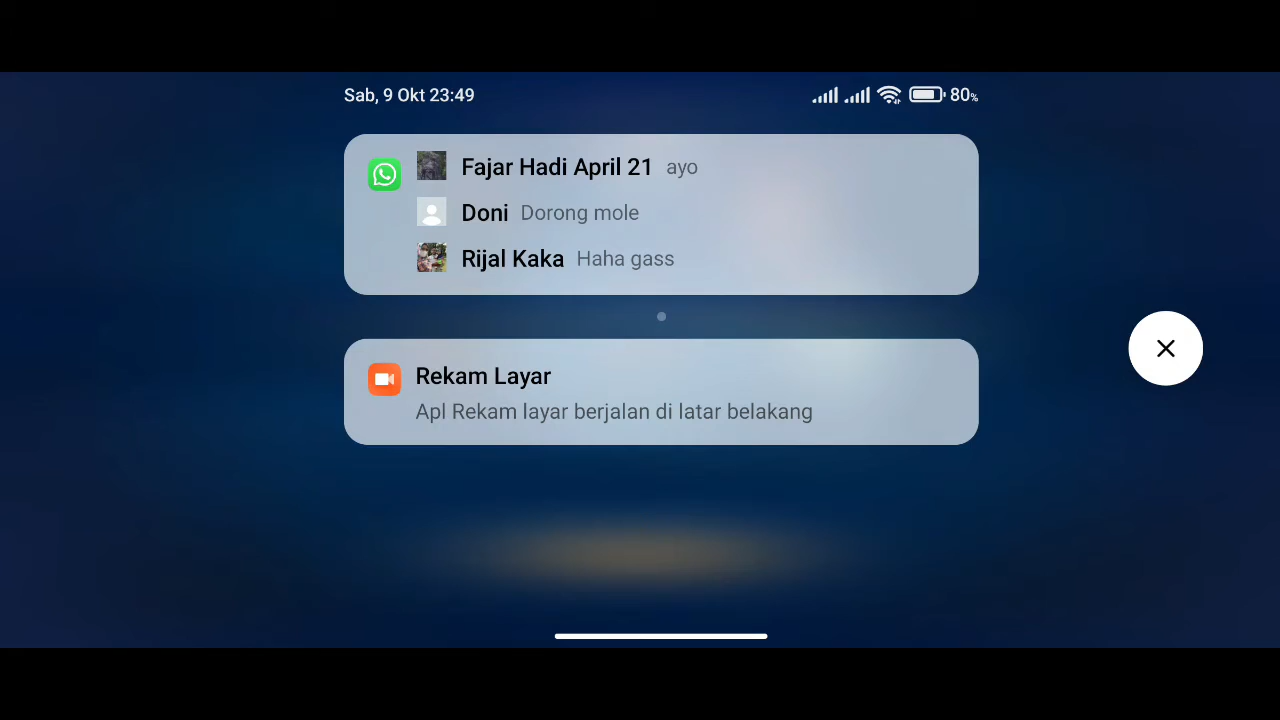 Sab, 9 Okt 23:49
80%
Fajar Hadi April 21 ayo
Doni Dorong mole
Rijal Kaka Haha gass
Rekam Layar
Apl Rekam layar berjalan di latar belakang